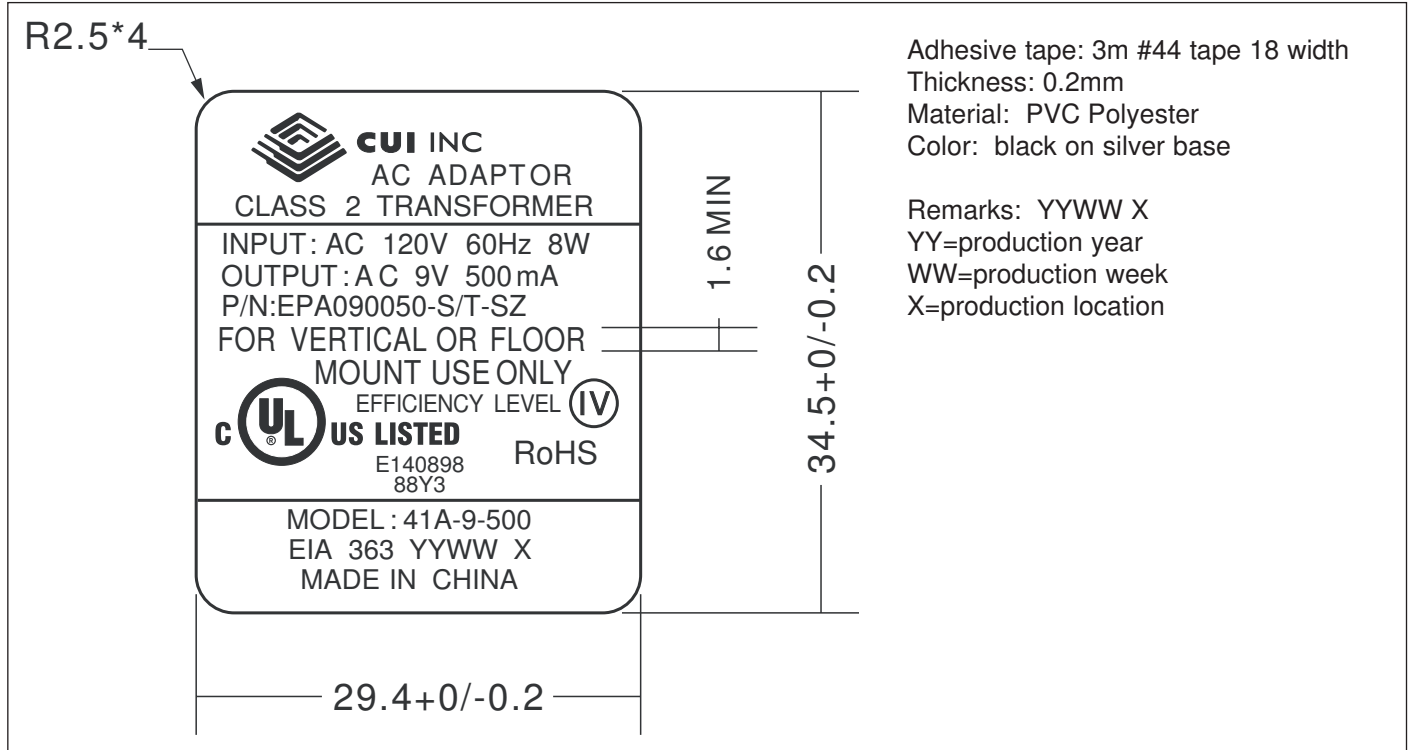 R2.5*4
CUI INC
AC ADAPTOR
CLASS 2 TRANSFORMER
INPUT: AC 120V 60Hz 8W
OUTPUT: AC 9V 500mA
P/N:EPA090050-S/T-SZ
FOR VERTICAL OR FLOOR
MOUNT USE ONLY
EFFICIENCY LEVEL IV
C UL ® US LISTED
RoHS
E140898
88Y3
MODEL: 41A-9-500
EIA 363 YYWW X
MADE IN CHINA
1.6 MIN
34.5+0/-0.2
29.4+0/-0.2
Adhesive tape: 3m #44 tape 18 width
Thickness: 0.2mm
Material: PVC Polyester
Color: black on silver base
Remarks: YYWW X
YY=production year
WW=production week
X=production location